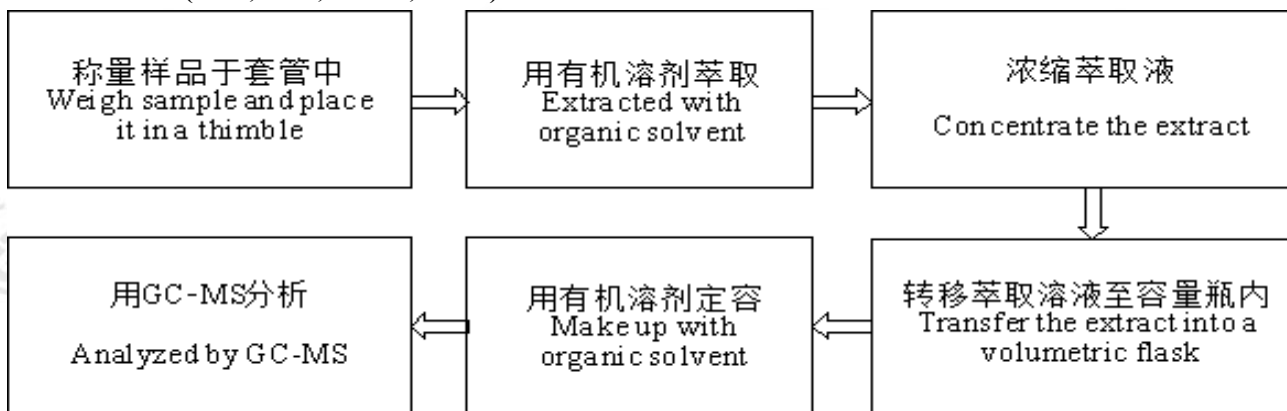 称量样品于套管中
Weigh sample and place
it in a thimble
用有机溶剂萃取
Extracted with
organic solvent
浓缩萃取液
Concentrate the extract
转移萃取溶液至容量瓶内
Transfer the extract into a
volumetric flask
用有机溶剂定容
Make up with
organic solvent
用GC-MS分析
Analyzed by GC-MS